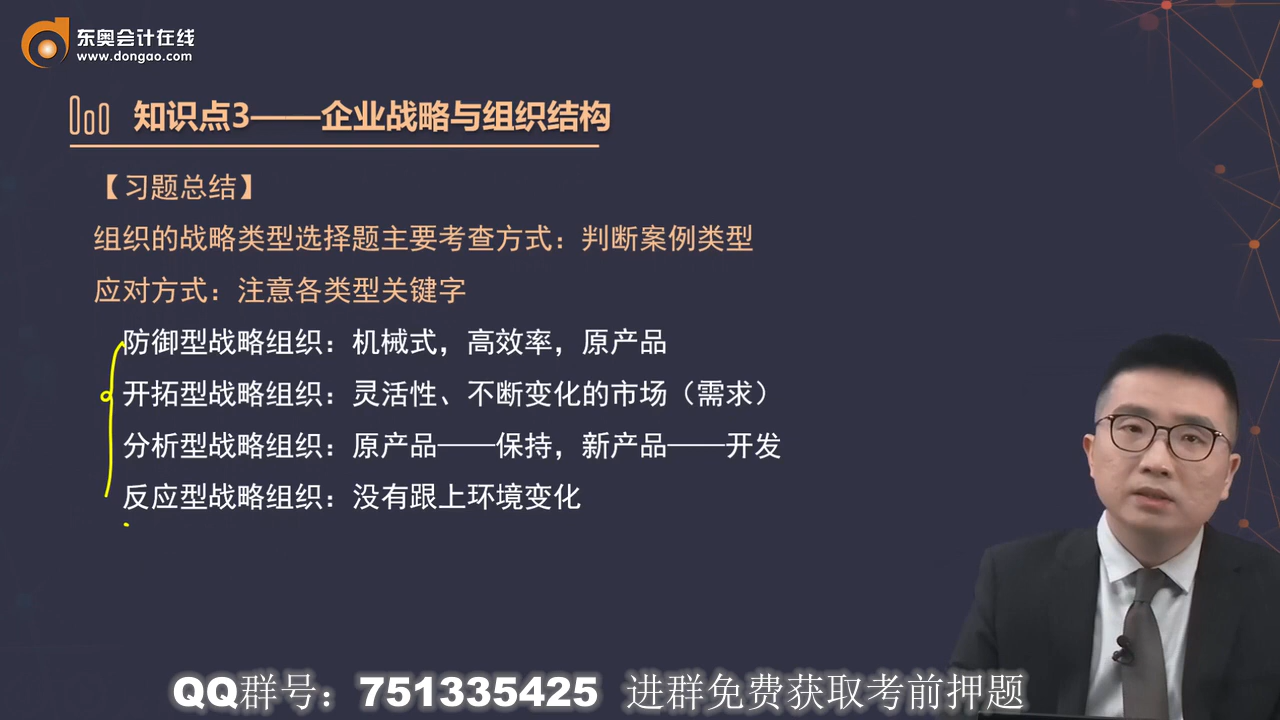 东奥会计在线
www.dongao.com
知识点3——企业战略与组织结构
【习题总结】
组织的战略类型选择题主要考查方式：判断案例类型
应对方式：注意各类型关键字
防御型战略组织：机械式，高效率，原产品
开拓型战略组织：灵活性、不断变化的市场（需求）
分析型战略组织：原产品——保持，新产品——开发
反应型战略组织：没有跟上环境变化
QQ群号：751335425 进群免费获取考前押题